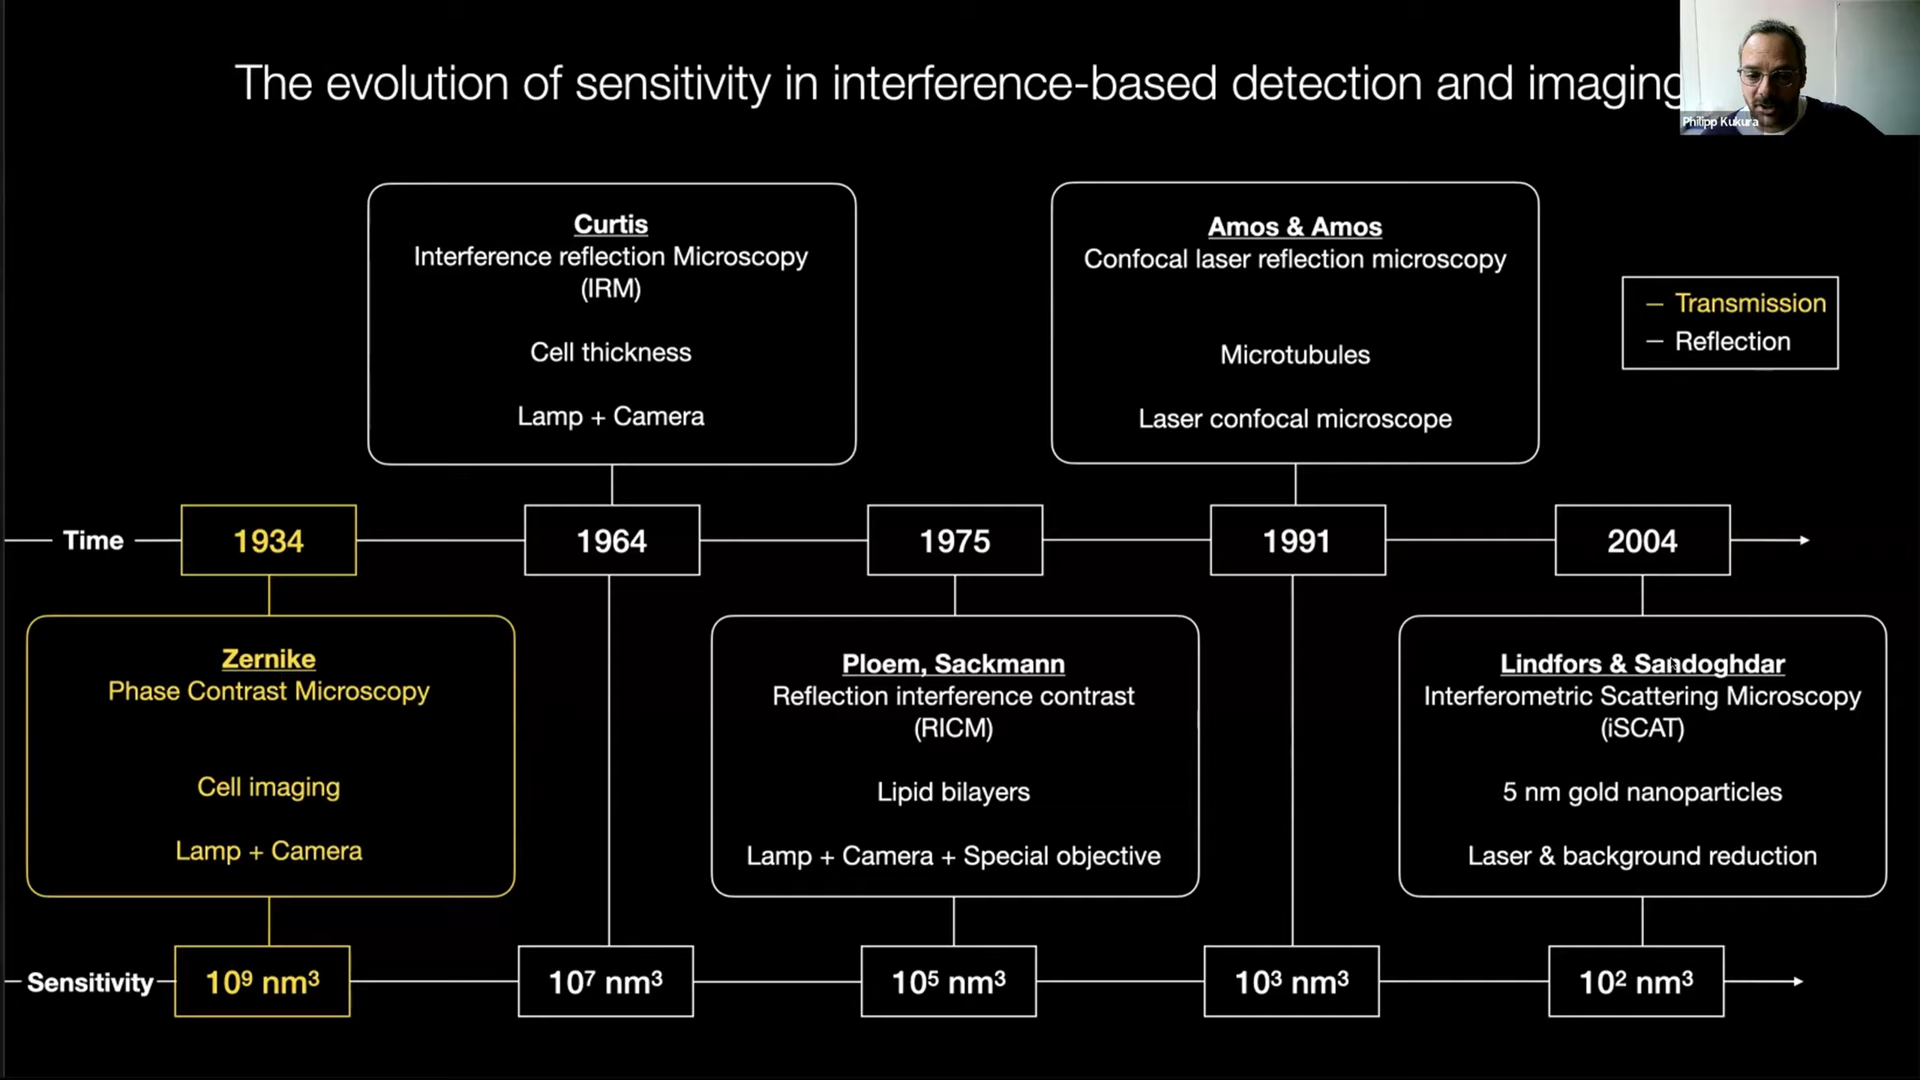 The evolution of sensitivity in interference-based detection and imaging
Philipp Kukura
Curtis
Interference reflection Microscopy
(IRM)
Cell thickness
Lamp + Camera
Amos & Amos
Confocal laser reflection microscopy
Microtubules
Laser confocal microscope
— Transmission
— Reflection
Time
1934
1964
1975
1991
2004
Zernike
Phase Contrast Microscopy
Cell imaging
Lamp + Camera
Ploem, Sackmann
Reflection interference contrast
(RICM)
Lipid bilayers
Lamp + Camera + Special objective
Lindfors & Sandoghdar
Interferometric Scattering Microscopy
(iSCAT)
5 nm gold nanoparticles
Laser & background reduction
Sensitivity
10⁹ nm³
10⁷ nm³
10⁵ nm³
10³ nm³
10² nm³